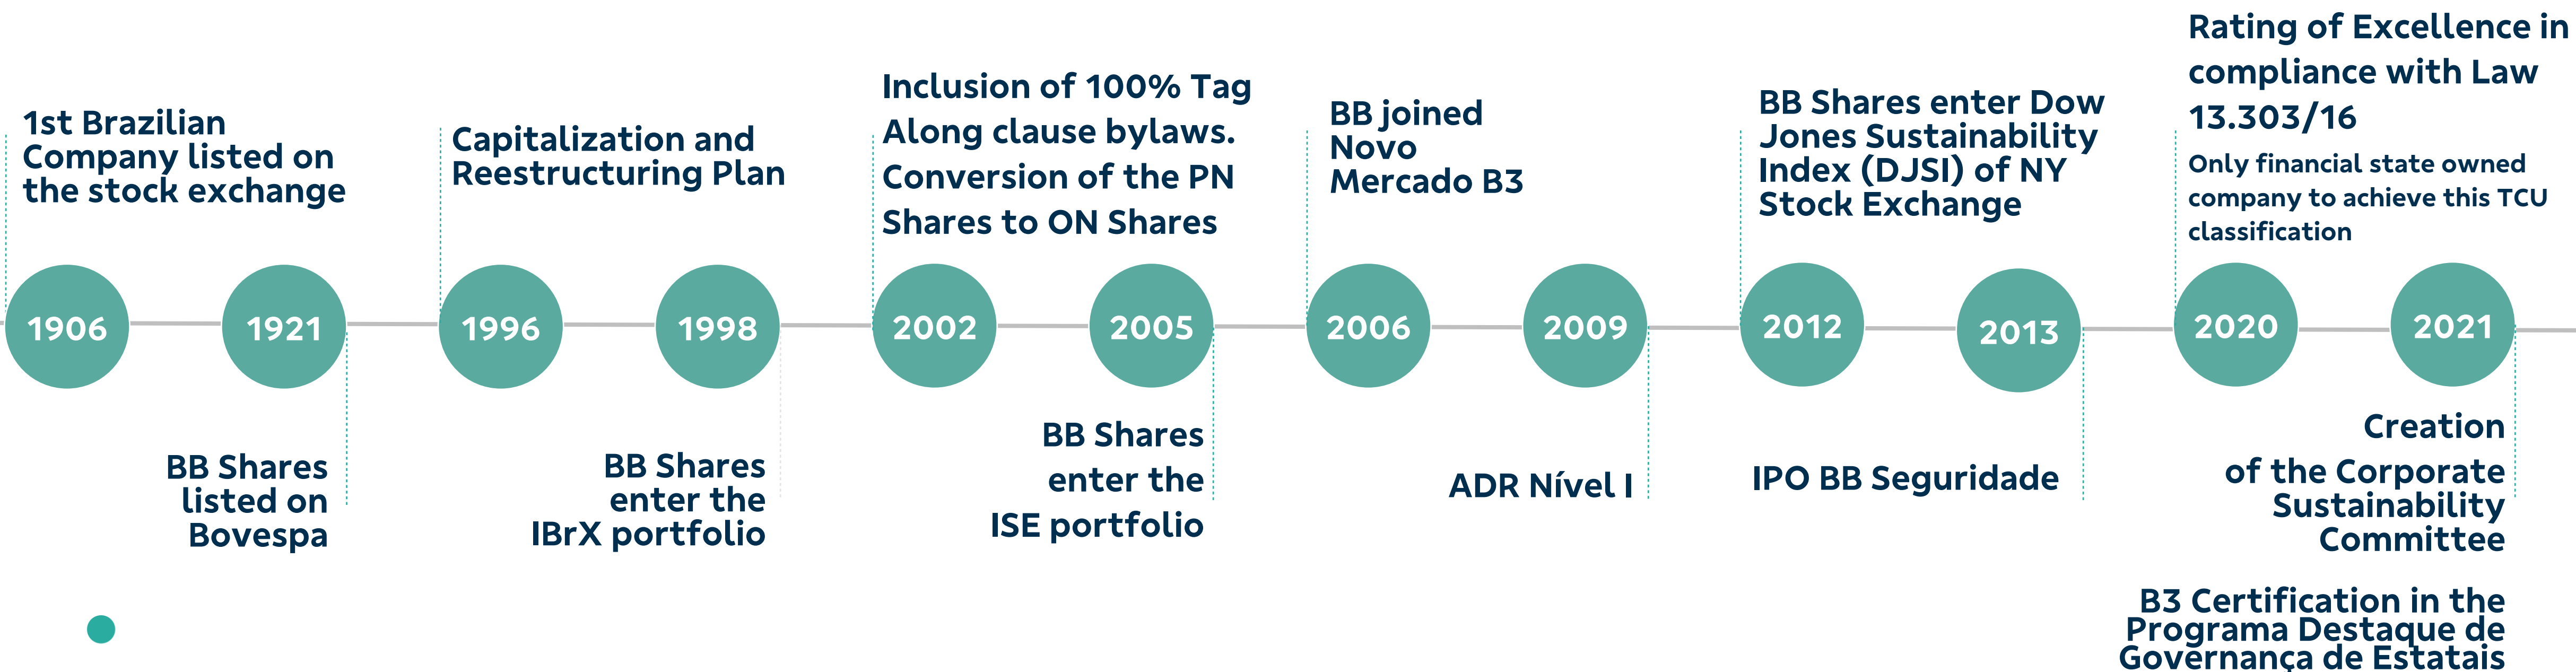 1st Brazilian
Company listed on
the stock exchange
1906
1921
BB Shares
listed on
Bovespa
Capitalization and
Reestructuring Plan
1996
1998
BB Shares
enter the
IBrX portfolio
Inclusion of 100% Tag
Along clause bylaws.
Conversion of the PN
Shares to ON Shares
2002
2005
BB Shares
enter the
ISE portfolio
BB joined
Novo
Mercado B3
2006
2009
ADR Nível I
BB Shares enter Dow
Jones Sustainability
Index (DJSI) of NY
Stock Exchange
2012
2013
IPO BB Seguridade
Rating of Excellence in
compliance with Law
13.303/16
Only financial state owned
company to achieve this TCU
classification
2020
2021
Creation
of the Corporate
Sustainability
Committee
B3 Certification in the
Programa Destaque de
Governança de Estatais